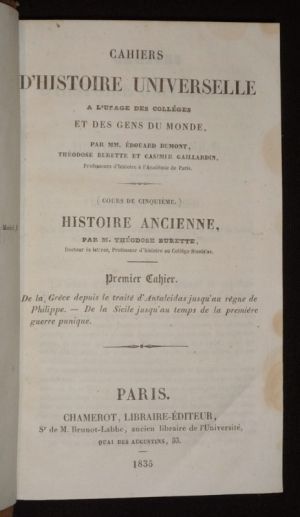 CAHIERS
D'HISTOIRE UNIVERSELLE
A L'USAGE DES COLLÉGES
ET DES GENS DU MONDE,
PAR MM. ÉDOUARD DUMONT,
THÉODOSE BURETTE ET CASIMIR GAILLARDIN,
Professeurs d'histoire à l'Académie de Paris.
(COURS DE CINQUIÈME.)
HISTOIRE ANCIENNE,
PAR M. THÉODOSE BURETTE,
Docteur ès lettres, Professeur d'histoire au Collége Stanislas.
Premier Cahier.
De la Grèce depuis le traité d'Antalcidas jusqu'au règne de
Philippe. — De la Sicile jusqu'au temps de la première
guerre punique.
PARIS.
CHAMEROT, LIBRAIRE-ÉDITEUR,
Sr de M. Brunot-Labbe, ancien libraire de l'Université,
QUAI DES AUGUSTINS, 33.
1835